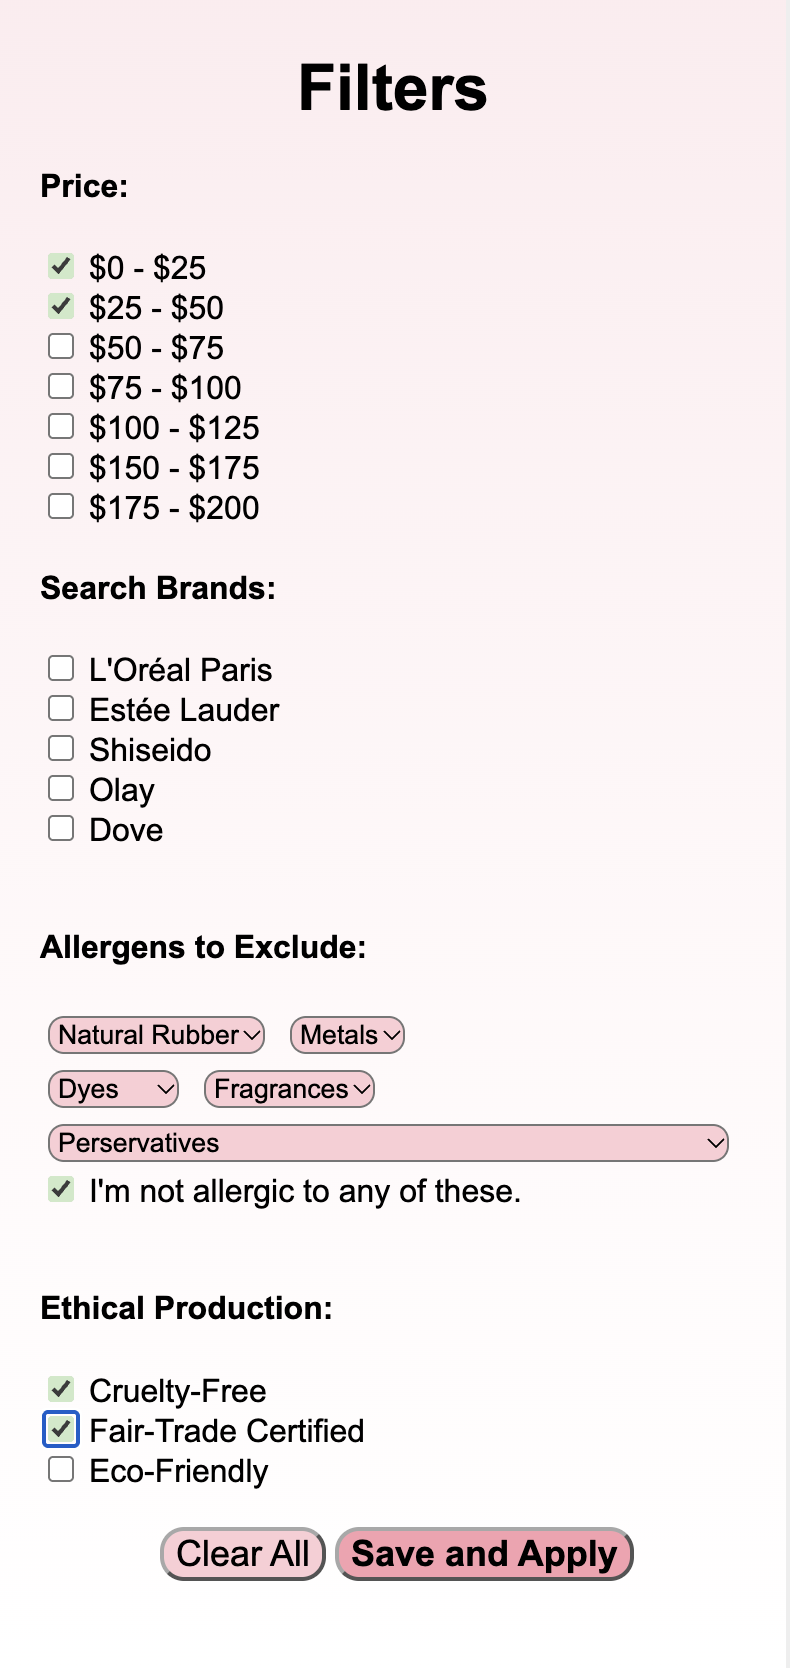 Filters
Price:
$0 - $25
$25 - $50
$50 - $75
$75 - $100
$100 - $125
$150 - $175
$175 - $200
Search Brands:
L'Oréal Paris
Estée Lauder
Shiseido
Olay
Dove
Allergens to Exclude:
Natural Rubber Metals
Dyes Fragrances
Perservatives
I'm not allergic to any of these.
Ethical Production:
Cruelty-Free
Fair-Trade Certified
Eco-Friendly
Clear All Save and Apply